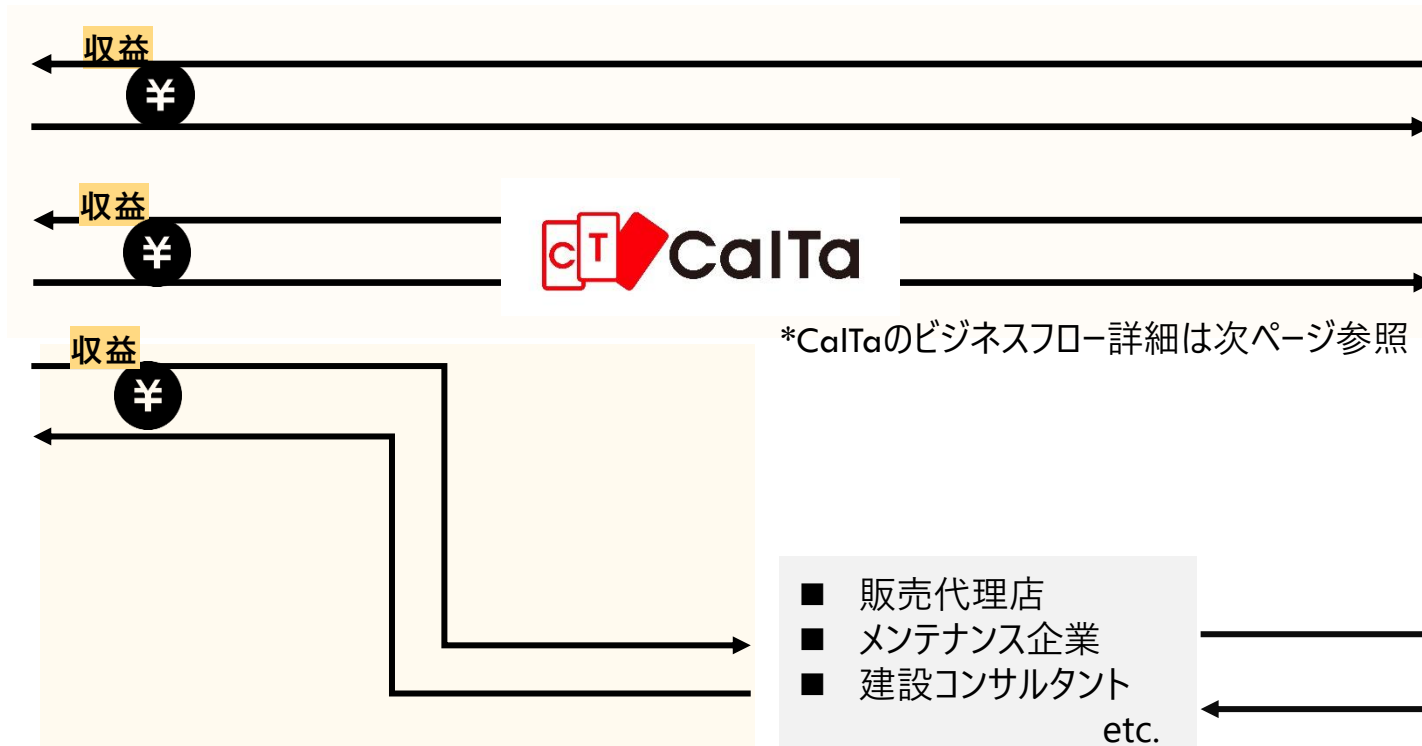 収益
¥
収益
¥
CT CalTa
*CalTaのビジネスフロー詳細は次ページ参照
収益
¥
■ 販売代理店
■ メンテナンス企業
■ 建設コンサルタント
etc.